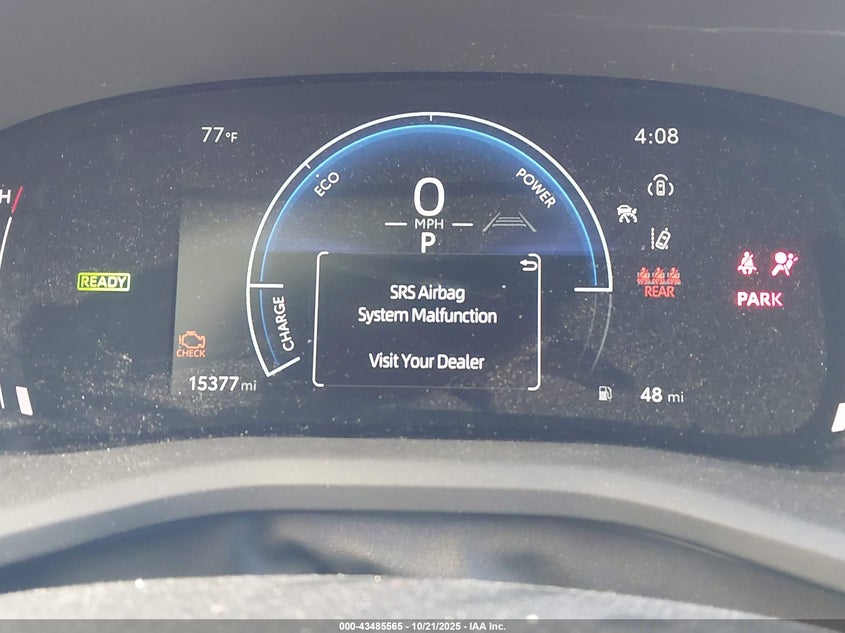 77°F
4:08
H
ECO
POWER
0
MPH
P
READY
SRS Airbag
System Malfunction
Visit Your Dealer
CHARGE
REAR
PARK
CHECK
15377 mi
48 mi
000-43485565 - 10/21/2025 - IAA Inc.